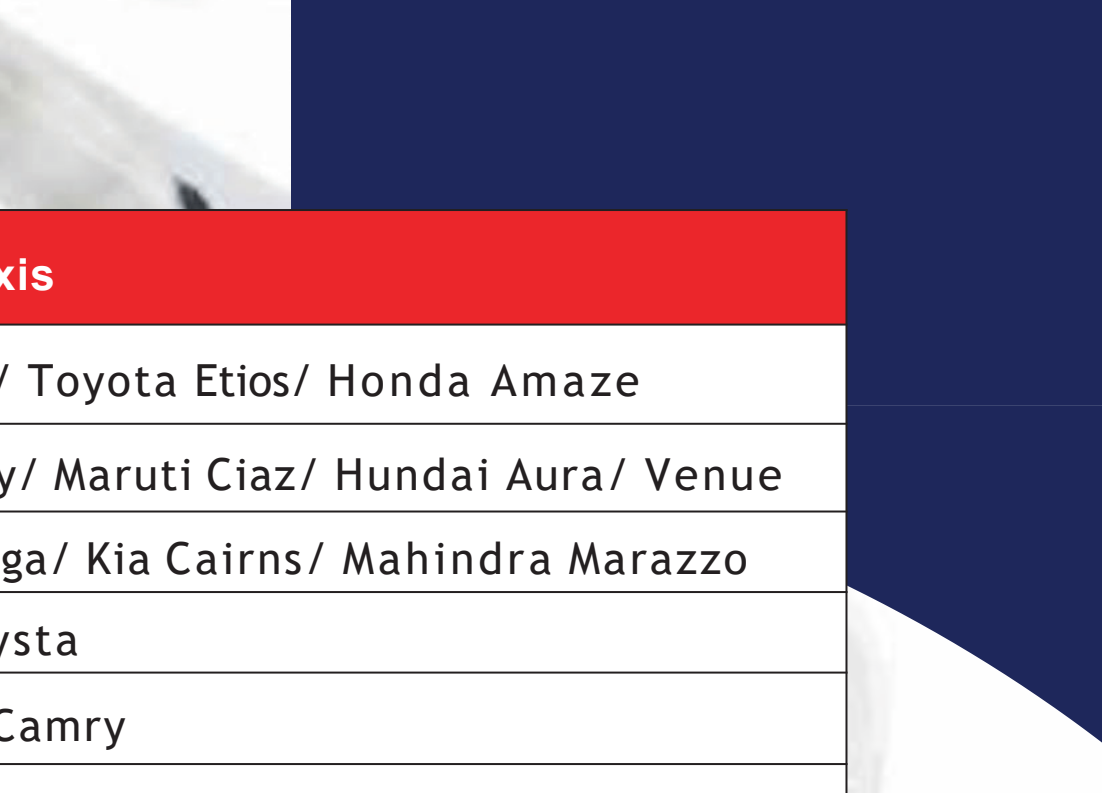 xis
/ Toyota Etios/ Honda Amaze
y/ Maruti Ciaz/ Hundai Aura/ Venue
ga/ Kia Cairns/ Mahindra Marazzo
ysta
Camry